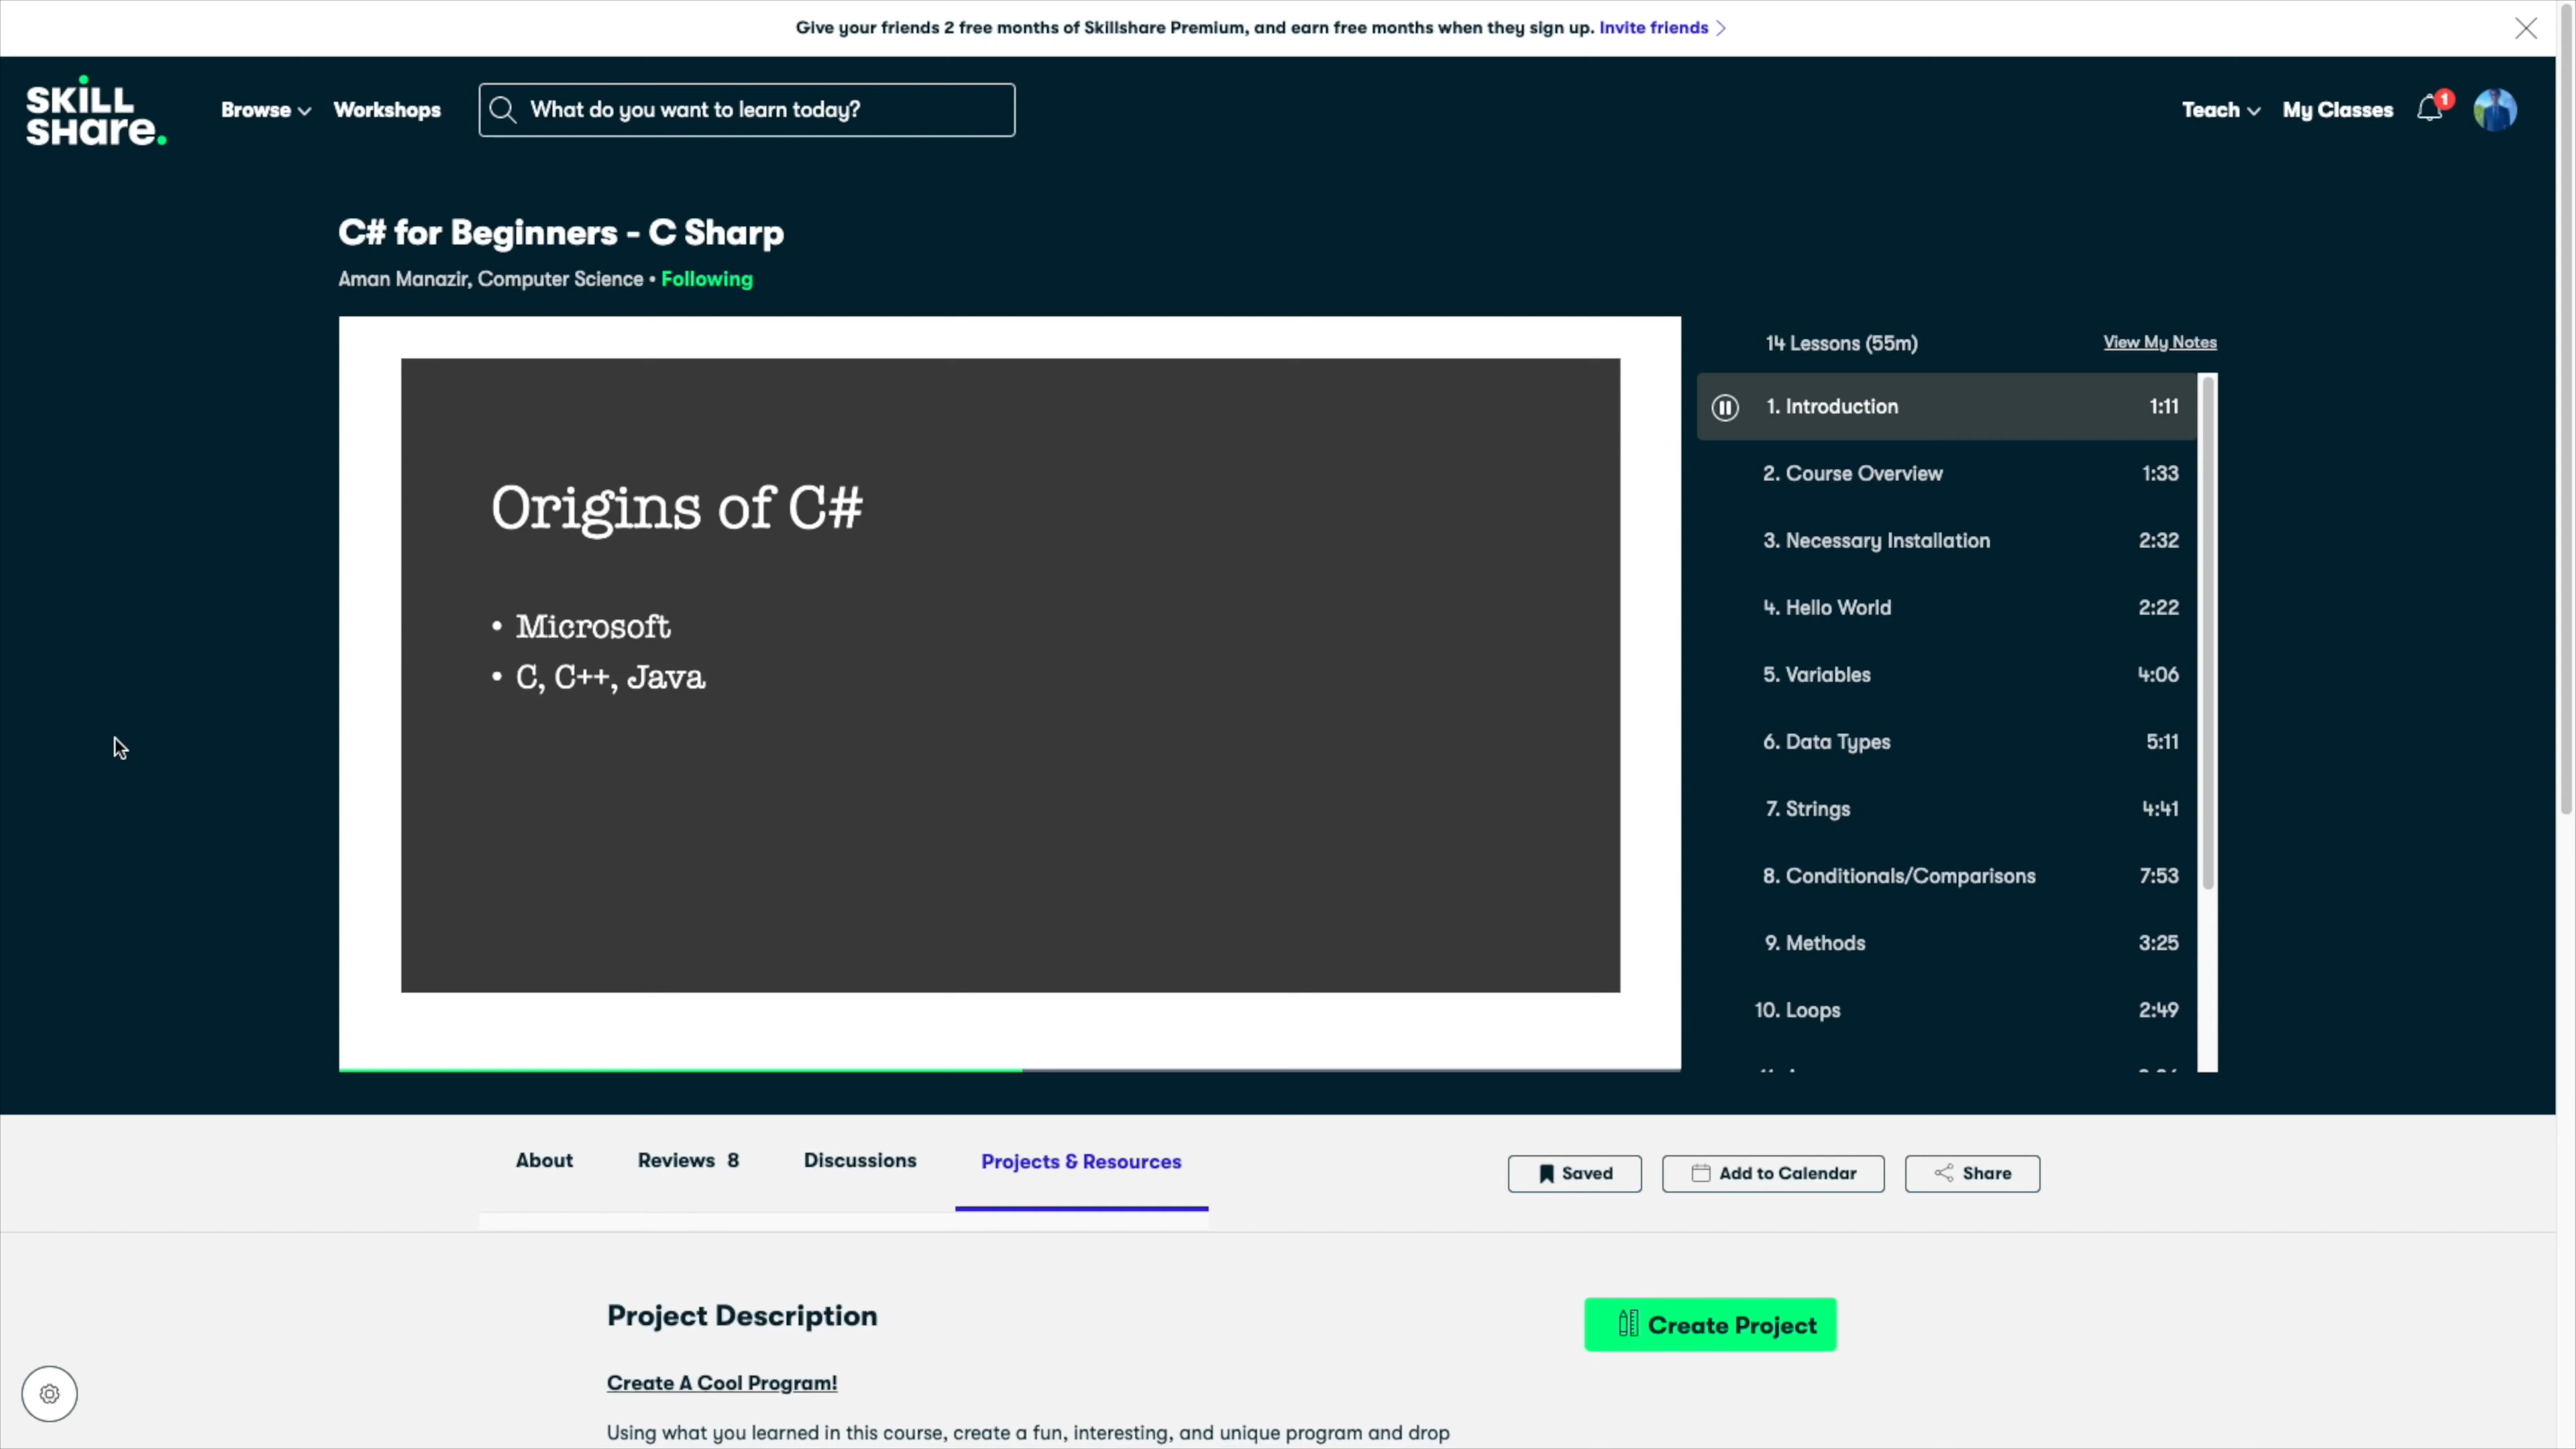 Give your friends 2 free months of Skillshare Premium, and earn free months when they sign up. Invite friends
SKILL
SHare.
Browse
Workshops
What do you want to learn today?
Teach
My Classes
1
C# for Beginners - C Sharp
Aman Manazir, Computer Science • Following
Origins of C#
• Microsoft
• C, C++, Java
14 Lessons (55m)
View My Notes
1. Introduction 1:11
2. Course Overview 1:33
3. Necessary Installation 2:32
4. Hello World 2:22
5. Variables 4:06
6. Data Types 5:11
7. Strings 4:41
8. Conditionals/Comparisons 7:53
9. Methods 3:25
10. Loops 2:49
About
Reviews 8
Discussions
Projects & Resources
Saved
Add to Calendar
Share
Project Description
Create Project
Create A Cool Program!
Using what you learned in this course, create a fun, interesting, and unique program and drop